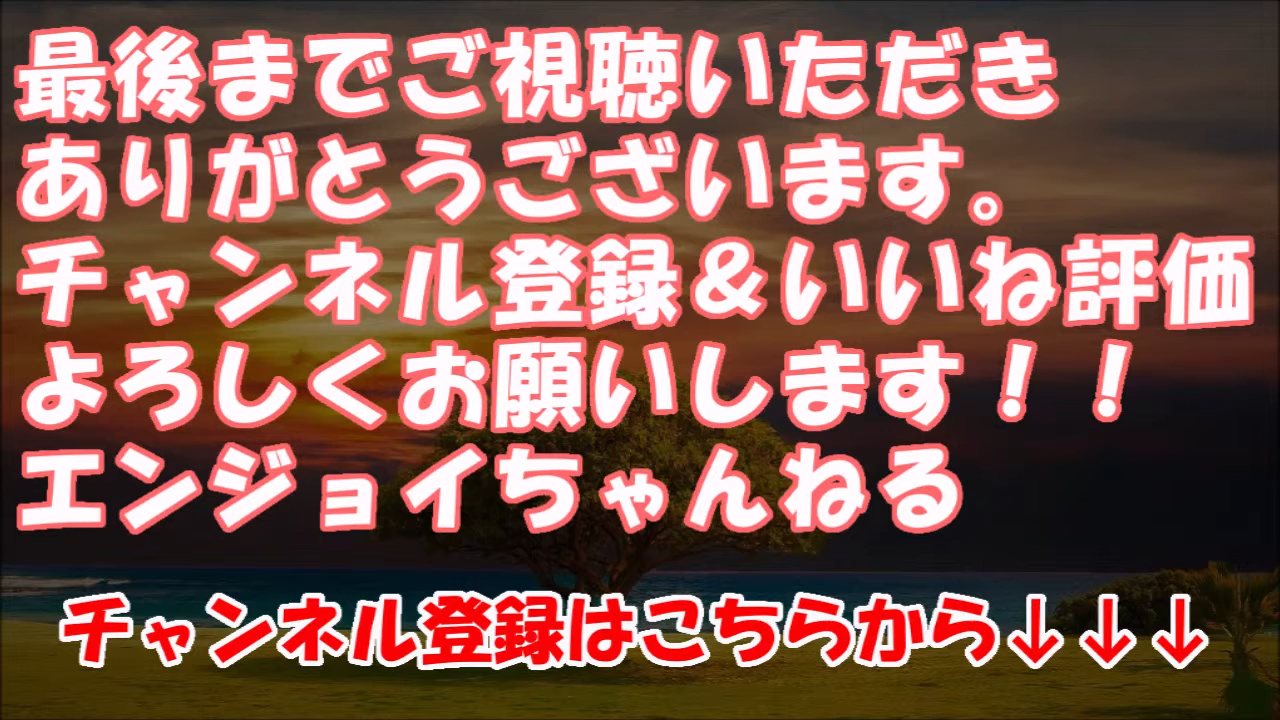 最後までご視聴いただき
ありがとうございます。
チャンネル登録＆いいね評価
よろしくお願いします！！
エンジョイちゃんねる
チャンネル登録はこちらから↓↓↓